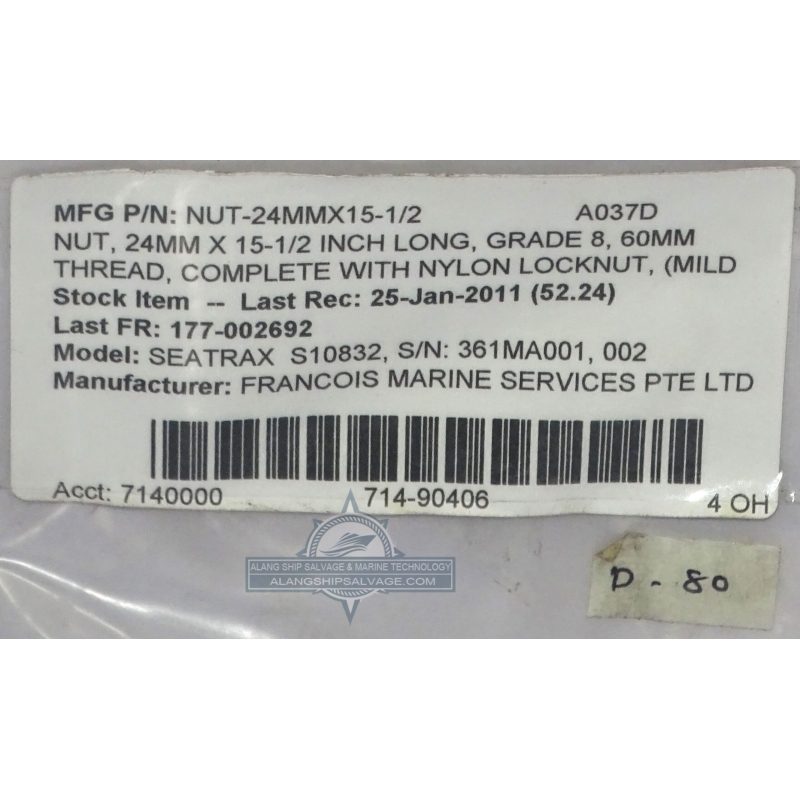 MFG P/N: NUT-24MMX15-1/2 A037D
NUT, 24MM X 15-1/2 INCH LONG, GRADE 8, 60MM
THREAD, COMPLETE WITH NYLON LOCKNUT, (MILD
Stock Item -- Last Rec: 25-Jan-2011 (52.24)
Last FR: 177-002692
Model: SEATRAX S10832, S/N: 361MA001, 002
Manufacturer: FRANCOIS MARINE SERVICES PTE LTD
Acct: 7140000 714-90406 4 OH
ALANG SHIP SALVAGE & MARINE TECHNOLOGY
ALANGSHIPSALVAGE.COM
D - 80